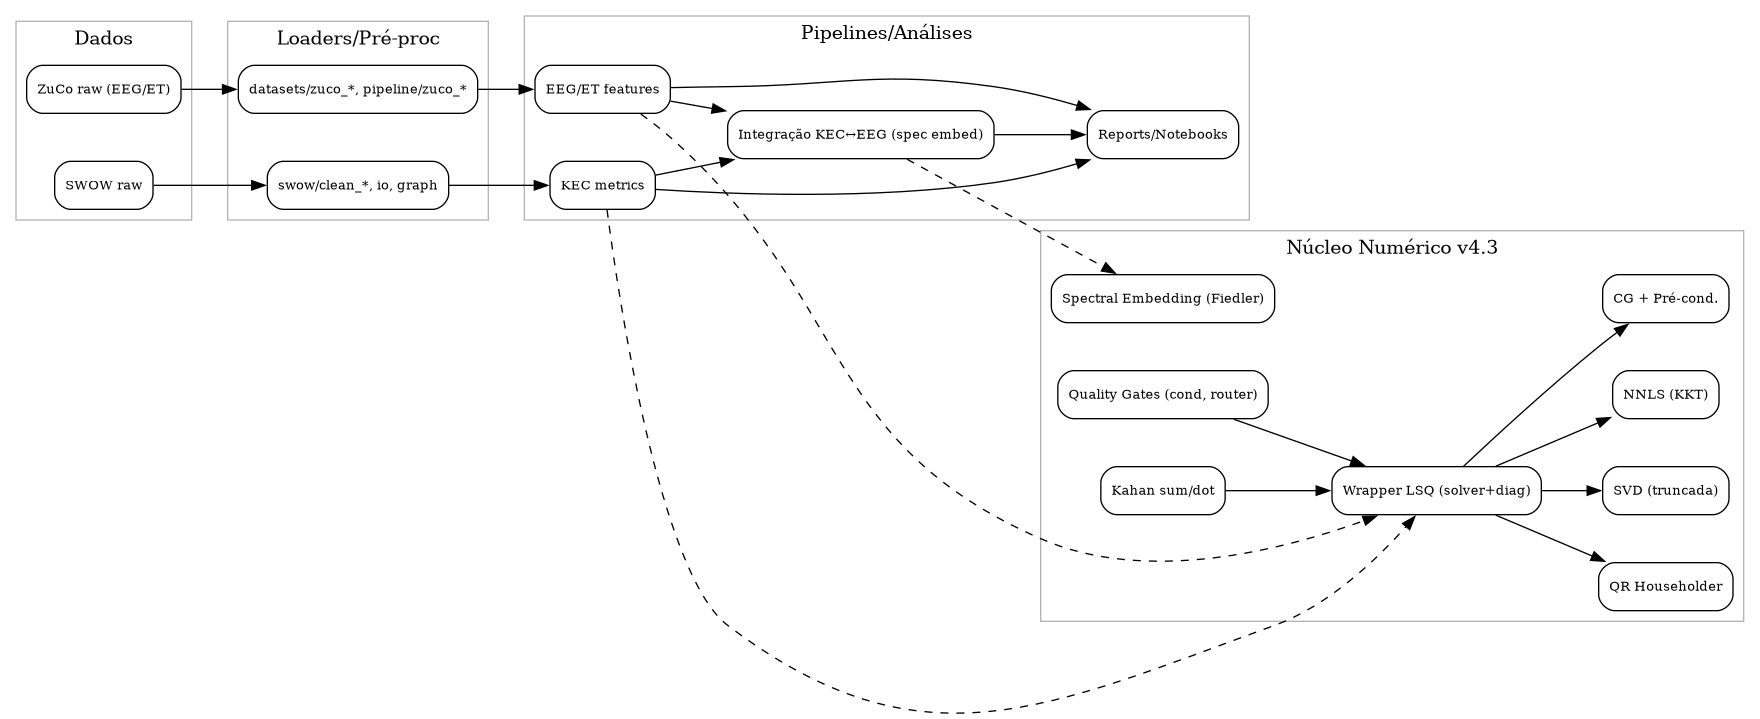 Dados
ZuCo raw (EEG/ET)
SWOW raw
Loaders/Pré-proc
datasets/zuco_*, pipeline/zuco_*
swow/clean_*, io, graph
Pipelines/Análises
EEG/ET features
Integração KEC↔EEG (spec embed)
KEC metrics
Reports/Notebooks
Núcleo Numérico v4.3
Spectral Embedding (Fiedler)
Quality Gates (cond, router)
Kahan sum/dot
Wrapper LSQ (solver+diag)
CG + Pré-cond.
NNLS (KKT)
SVD (truncada)
QR Householder